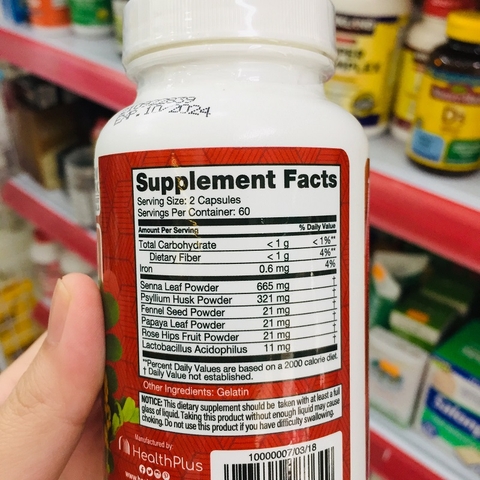 EXP. 10/2024
Supplement Facts
Serving Size: 2 Capsules
Servings Per Container: 60
Amount Per Serving % Daily Value
Total Carbohydrate < 1 g < 1%**
Dietary Fiber < 1 g 4%**
Iron 0.6 mg 4%
Senna Leaf Powder 665 mg †
Psyllium Husk Powder 321 mg †
Fennel Seed Powder 21 mg †
Papaya Leaf Powder 21 mg †
Rose Hips Fruit Powder 21 mg †
Lactobacillus Acidophilus 11 mg †
**Percent Daily Values are based on a 2000 calorie diet.
† Daily Value not established.
Other Ingredients: Gelatin
NOTICE: This dietary supplement should be taken with at least a full
glass of liquid. Taking this product without enough liquid may cause
choking. Do not use this product if you have difficulty swallowing.
Manufactured by:
HealthPlus
10000007/03/18
D3